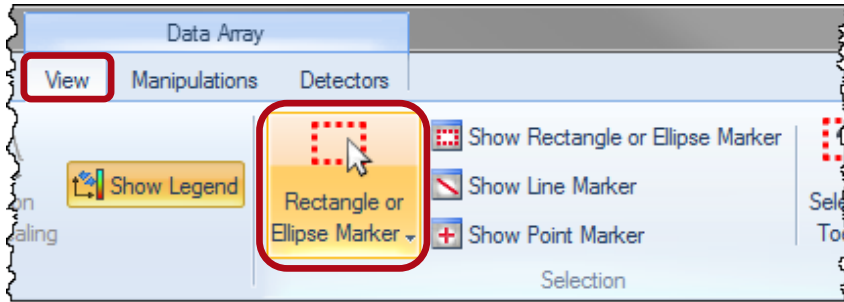 Data Array
View Manipulations Detectors
Show Legend
Rectangle or
Ellipse Marker
Show Rectangle or Ellipse Marker
Show Line Marker
Show Point Marker
Selection